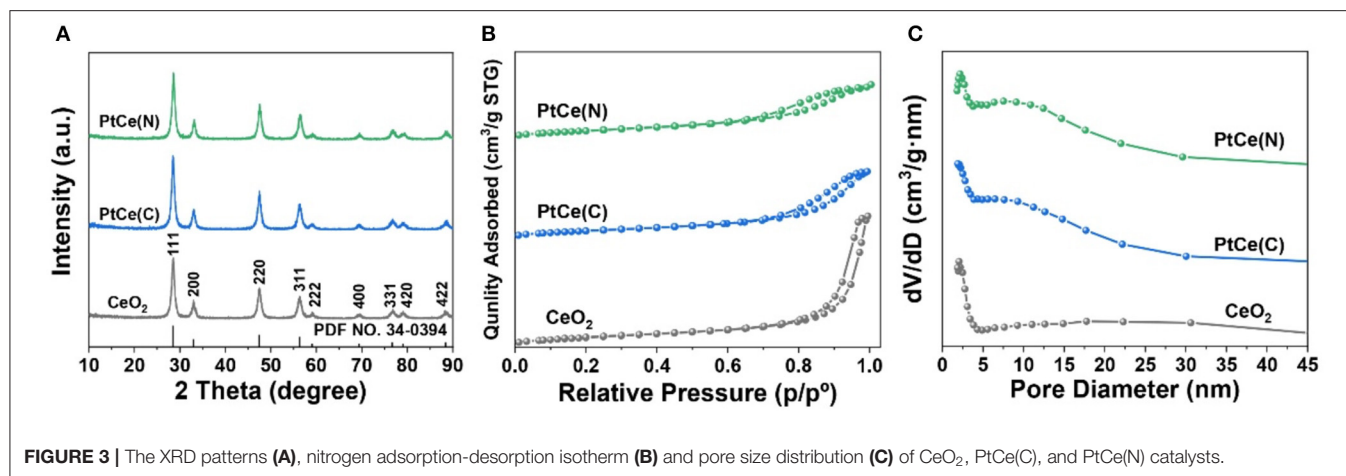 A
Intensity (a.u.)
PtCe(N)
PtCe(C)
CeO₂
111
200
220
311
222
400
331
420
422
PDF NO. 34-0394
10 20 30 40 50 60 70 80 90
2 Theta (degree)
B
Qunlity Adsorbed (cm³/g STG)
PtCe(N)
PtCe(C)
CeO₂
0.0 0.2 0.4 0.6 0.8 1.0
Relative Pressure (p/pº)
C
dV/dD (cm³/g·nm)
PtCe(N)
PtCe(C)
CeO₂
0 5 10 15 20 25 30 35 40 45
Pore Diameter (nm)
FIGURE 3 | The XRD patterns (A), nitrogen adsorption-desorption isotherm (B) and pore size distribution (C) of CeO₂, PtCe(C), and PtCe(N) catalysts.